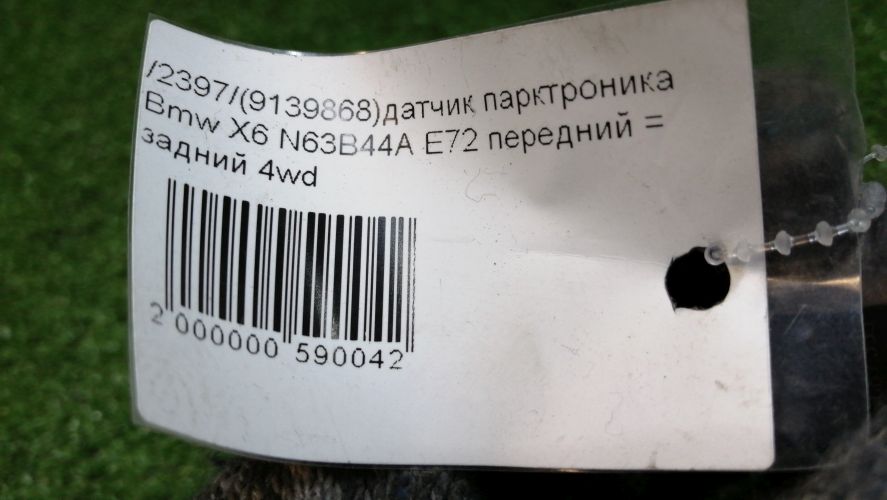 /2397/(9139868)датчик парктроника
Bmw X6 N63B44A E72 передний =
задний 4wd
2 000000 590042